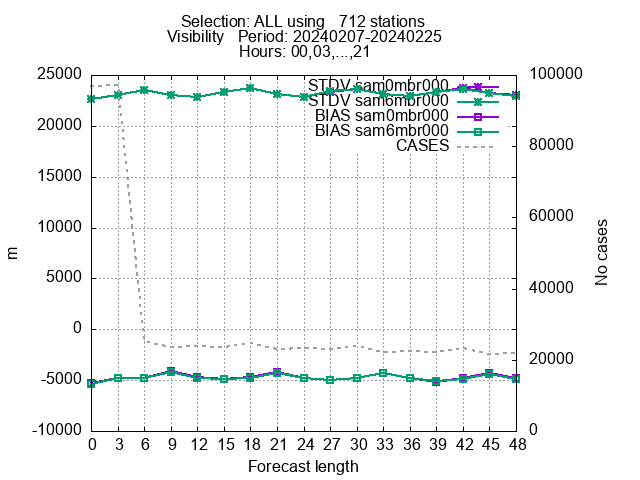 Selection: ALL using   712 stations
Visibility   Period: 20240207-20240225
Hours: 00,03,...,21
25000
20000
15000
10000
5000
0
-5000
-10000
m
100000
80000
60000
40000
20000
0
No cases
STDV sam0mbr000
STDV sam6mbr000
BIAS sam0mbr000
BIAS sam6mbr000
CASES
0 3 6 9 12 15 18 21 24 27 30 33 36 39 42 45 48
Forecast length